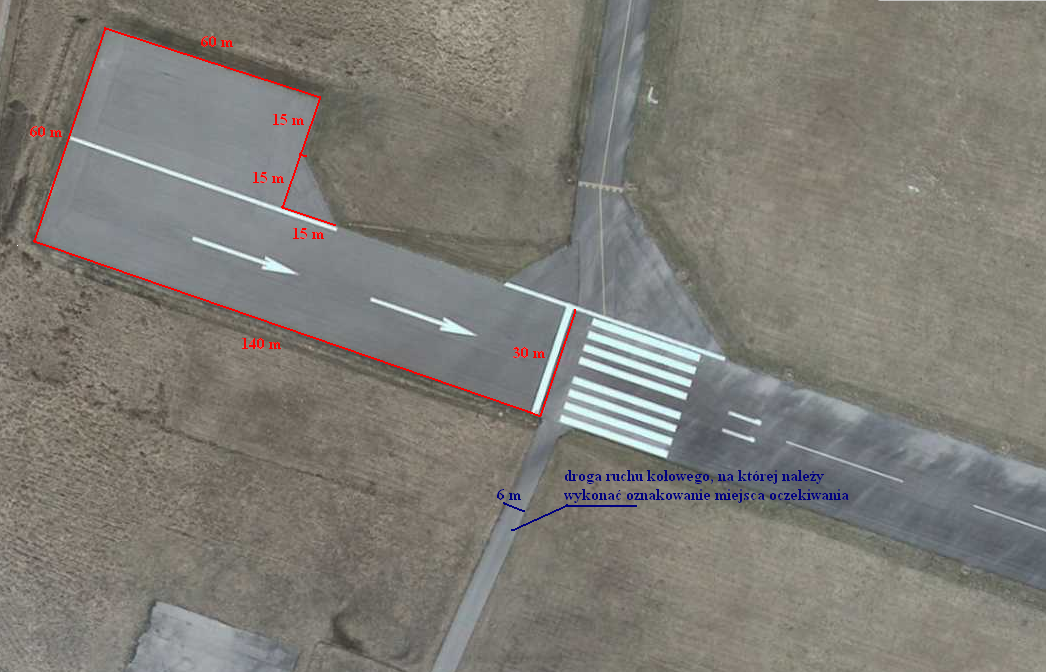 60 m
15 m
60 m
15 m
15 m
140 m
30 m
droga ruchu kołowego, na której należy
wykonać oznakowanie miejsca oczekiwania
6 m